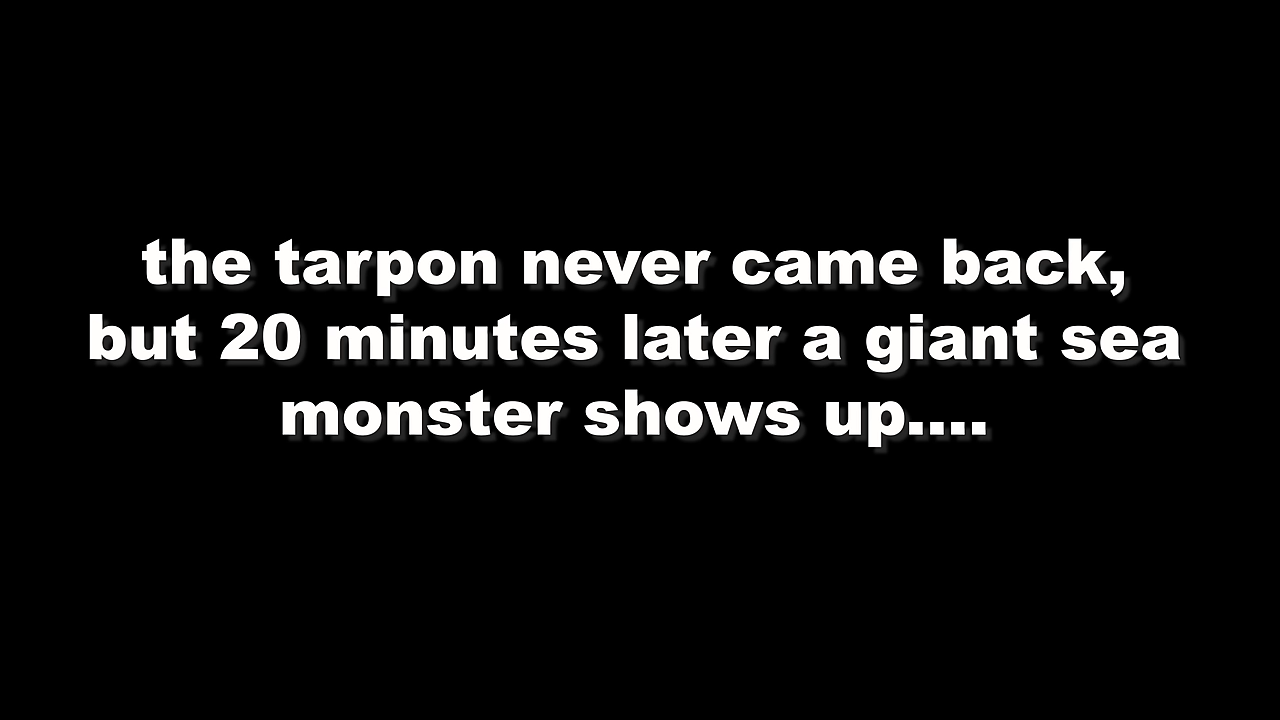 the tarpon never came back,
but 20 minutes later a giant sea
monster shows up....